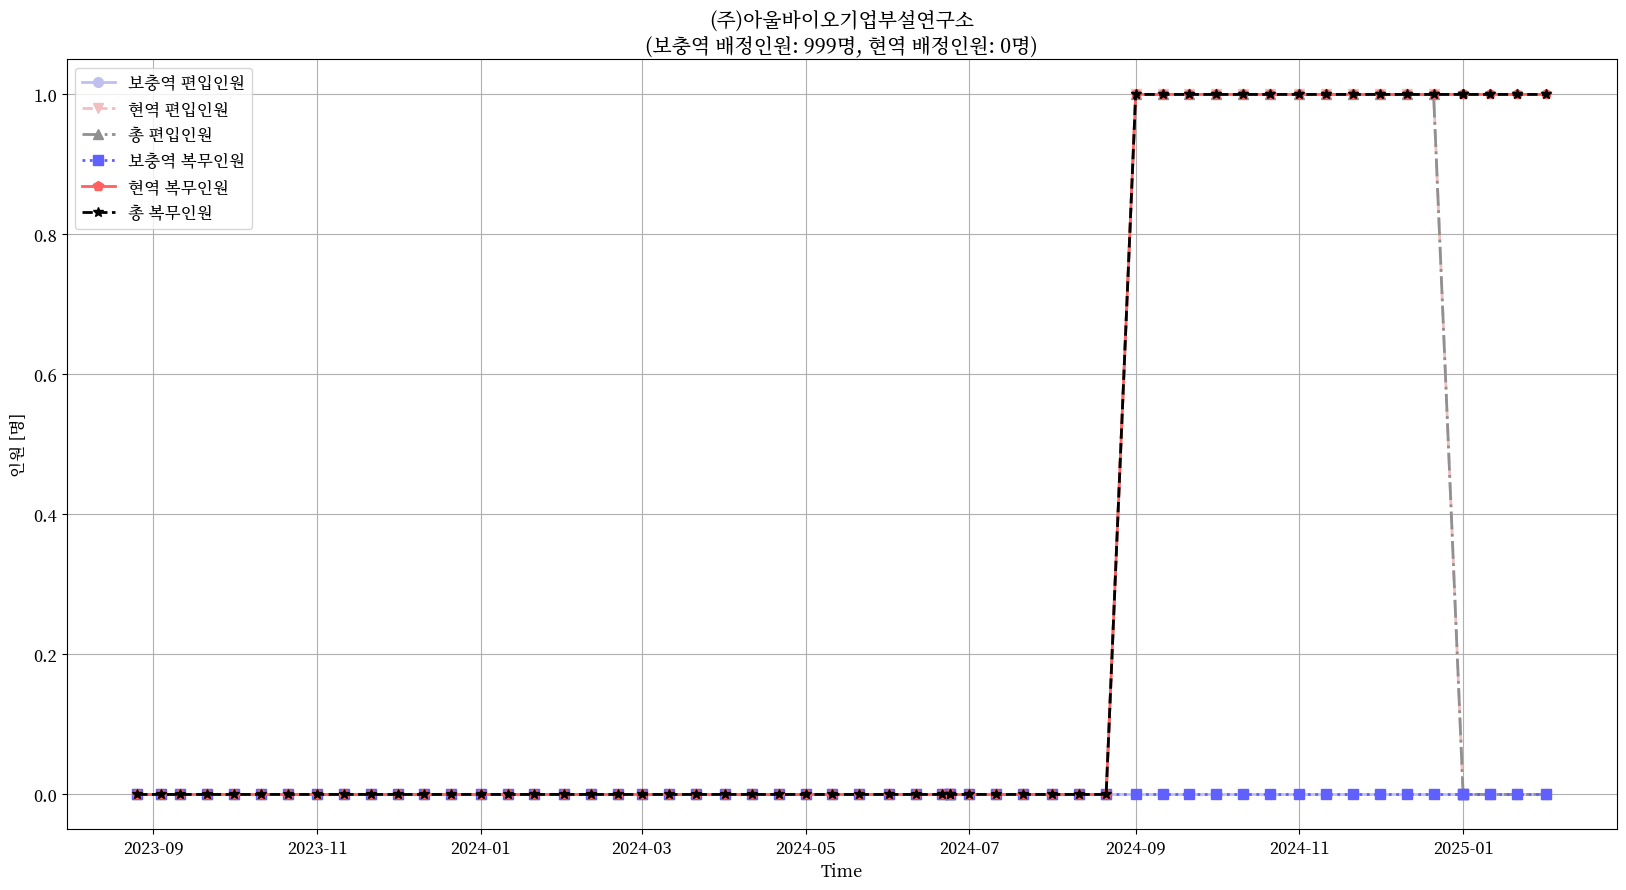 (주)아울바이오기업부설연구소
(보충역 배정인원: 999명, 현역 배정인원: 0명)
보충역 편입인원
현역 편입인원
총 편입인원
보충역 복무인원
현역 복무인원
총 복무인원
1.0
0.8
0.6
0.4
0.2
0.0
인원 [명]
2023-09
2023-11
2024-01
2024-03
2024-05
2024-07
2024-09
2024-11
2025-01
Time